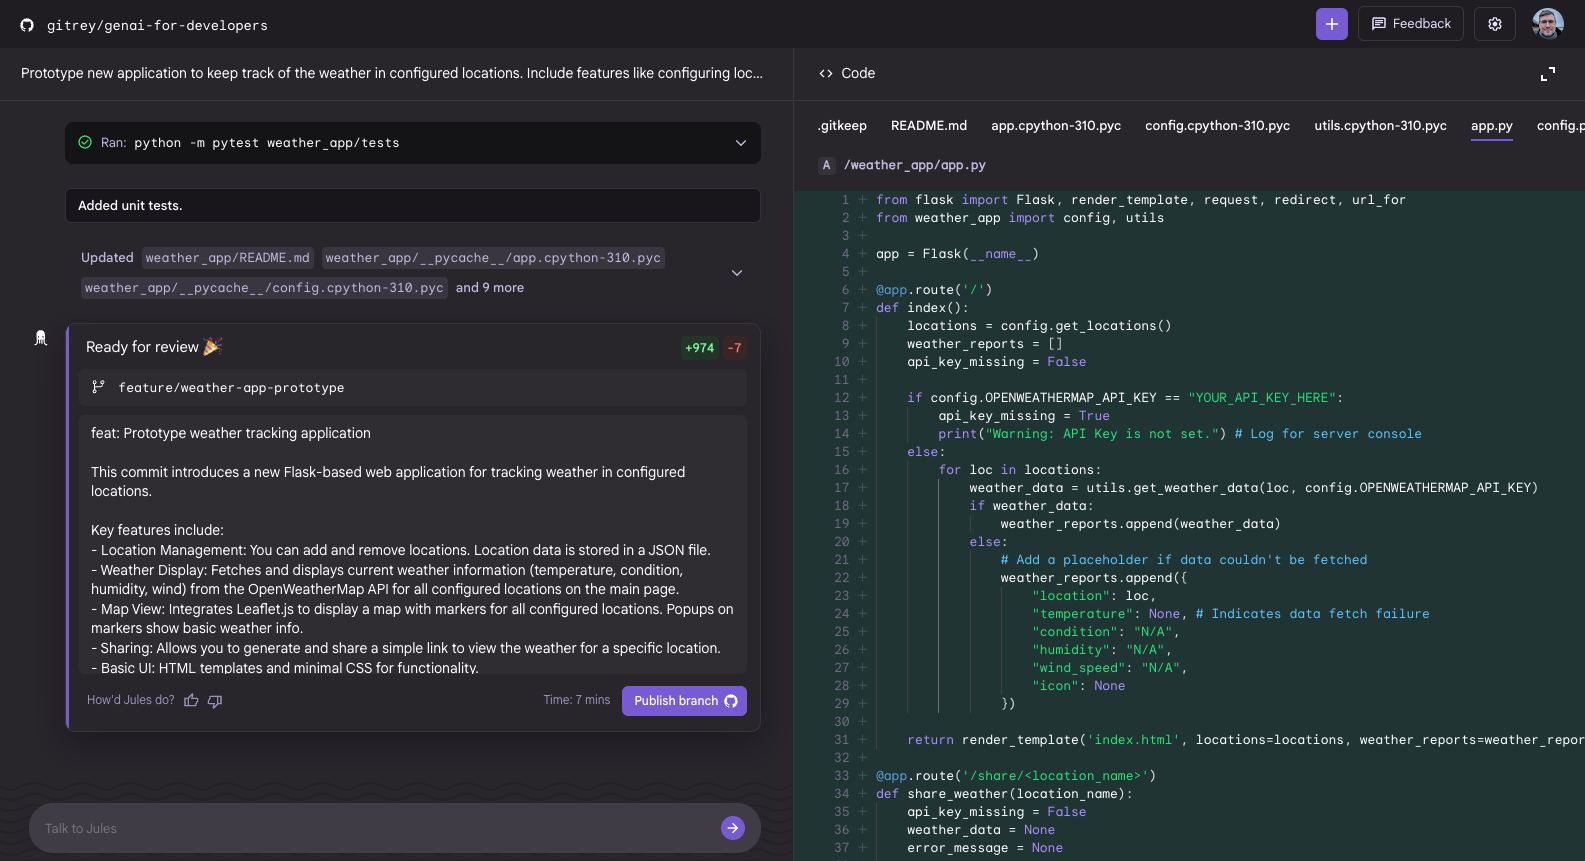 gitrey/genai-for-developers
Feedback
Prototype new application to keep track of the weather in configured locations. Include features like configuring loc...
Ran: python -m pytest weather_app/tests
Added unit tests.
Updated weather_app/README.md weather_app/__pycache__/app.cpython-310.pyc
weather_app/__pycache__/config.cpython-310.pyc and 9 more
Ready for review 🎉 +974 -7
feature/weather-app-prototype
feat: Prototype weather tracking application
This commit introduces a new Flask-based web application for tracking weather in configured
locations.
Key features include:
- Location Management: You can add and remove locations. Location data is stored in a JSON file.
- Weather Display: Fetches and displays current weather information (temperature, condition,
humidity, wind) from the OpenWeatherMap API for all configured locations on the main page.
- Map View: Integrates Leaflet.js to display a map with markers for all configured locations. Popups on
markers show basic weather info.
- Sharing: Allows you to generate and share a simple link to view the weather for a specific location.
- Basic UI: HTML templates and minimal CSS for functionality.
How'd Jules do? Time: 7 mins Publish branch
Talk to Jules
<> Code
.gitkeep README.md app.cpython-310.pyc config.cpython-310.pyc utils.cpython-310.pyc app.py config.p
A /weather_app/app.py
1 + from flask import Flask, render_template, request, redirect, url_for
2 + from weather_app import config, utils
3 +
4 + app = Flask(__name__)
5 +
6 + @app.route('/')
7 + def index():
8 + locations = config.get_locations()
9 + weather_reports = []
10 + api_key_missing = False
11 +
12 + if config.OPENWEATHERMAP_API_KEY == "YOUR_API_KEY_HERE":
13 + api_key_missing = True
14 + print("Warning: API Key is not set.") # Log for server console
15 + else:
16 + for loc in locations:
17 + weather_data = utils.get_weather_data(loc, config.OPENWEATHERMAP_API_KEY)
18 + if weather_data:
19 + weather_reports.append(weather_data)
20 + else:
21 + # Add a placeholder if data couldn't be fetched
22 + weather_reports.append({
23 + "location": loc,
24 + "temperature": None, # Indicates data fetch failure
25 + "condition": "N/A",
26 + "humidity": "N/A",
27 + "wind_speed": "N/A",
28 + "icon": None
29 + })
30 +
31 + return render_template('index.html', locations=locations, weather_reports=weather_repor
32 +
33 + @app.route('/share/<location_name>')
34 + def share_weather(location_name):
35 + api_key_missing = False
36 + weather_data = None
37 + error_message = None